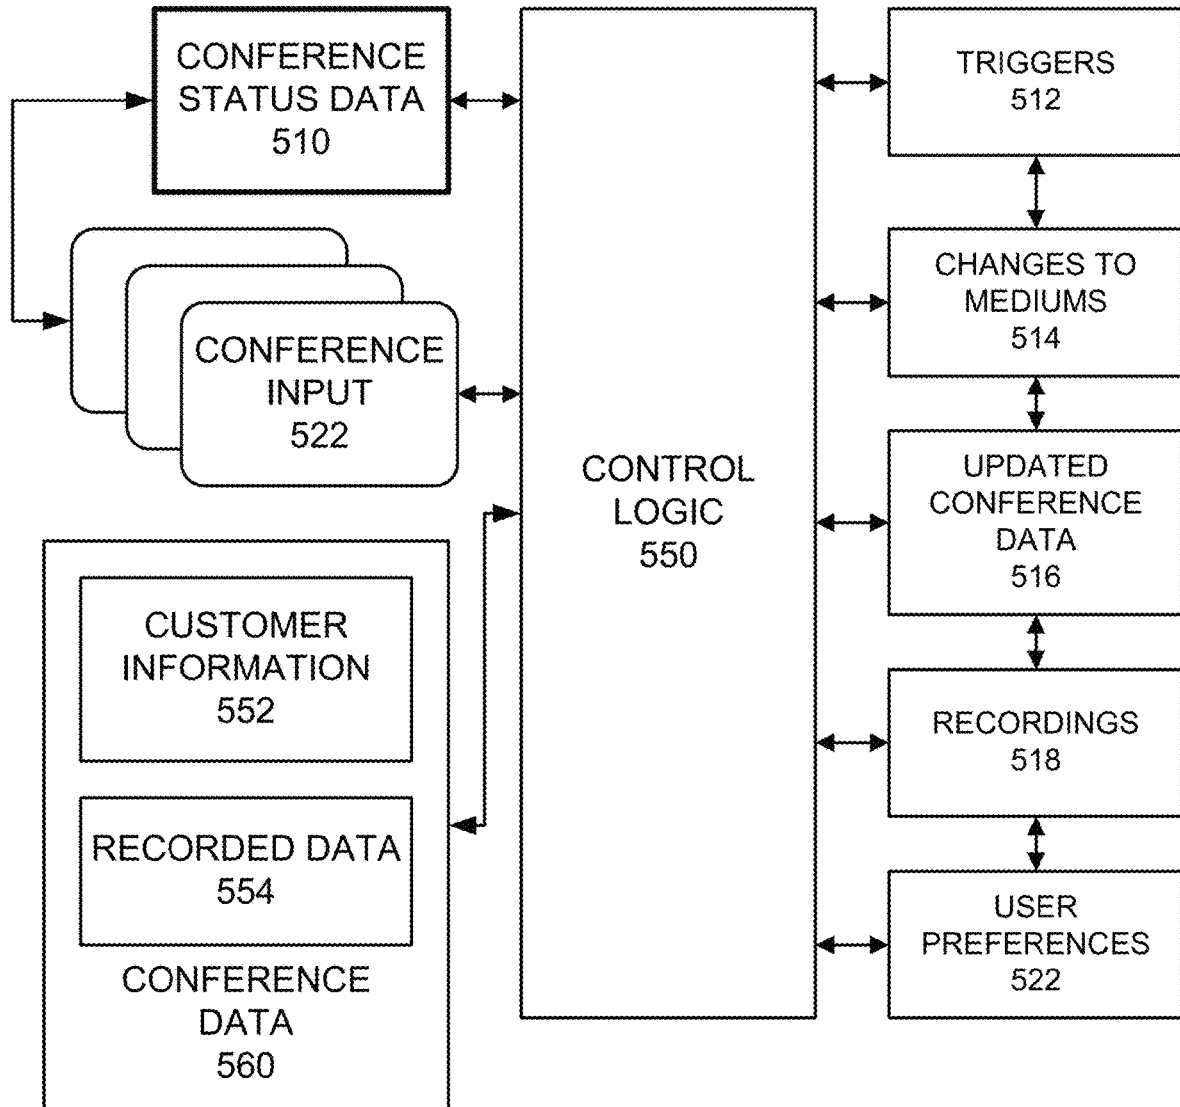 CONFERENCE
STATUS DATA
510
CONFERENCE
INPUT
522
CUSTOMER
INFORMATION
552
RECORDED DATA
554
CONFERENCE
DATA
560
CONTROL
LOGIC
550
TRIGGERS
512
CHANGES TO
MEDIUMS
514
UPDATED
CONFERENCE
DATA
516
RECORDINGS
518
USER
PREFERENCES
522